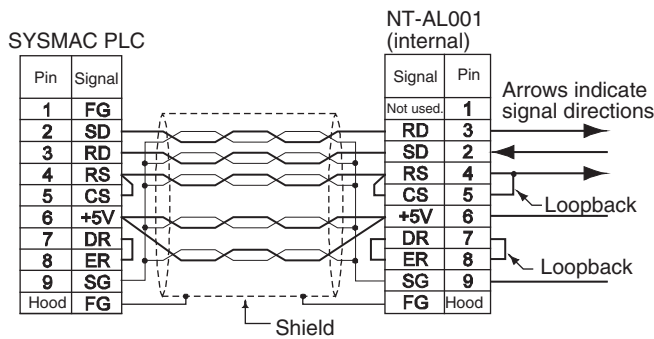 NT-AL001
SYSMAC PLC
(internal)
Pin Signal
Signal Pin
Arrows indicate
signal directions
1 FG
Not used. 1
2 SD
RD 3
3 RD
SD 2
4 RS
RS 4
5 CS
CS 5
Loopback
6 +5V
+5V 6
7 DR
DR 7
8 ER
ER 8
Loopback
9 SG
SG 9
Hood FG
FG Hood
Shield